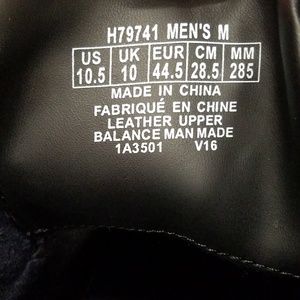 H79741 MEN'S M
US UK EUR CM MM
10.5 10 44.5 28.5 285
MADE IN CHINA
FABRIQUÉ EN CHINE
LEATHER UPPER
BALANCE MAN MADE
1A3501 V16